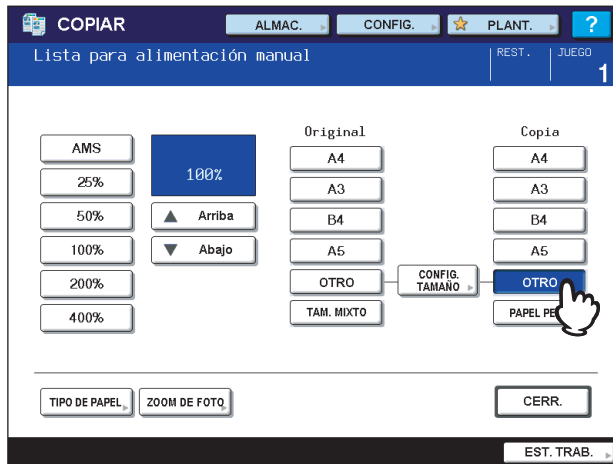 COPIAR
ALMAC.
CONFIG.
PLANT.
?
Lista para alimentación manual
REST.
JUEGO
1
Original
Copia
AMS
25%
50%
100%
200%
400%
100%
Arriba
Abajo
A4
A3
B4
A5
OTRO
TAM. MIXTO
CONFIG.
TAMAÑO
A4
A3
B4
A5
OTRO
PAPEL
TIPO DE PAPEL
ZOOM DE FOTO
CERR.
EST. TRAB.